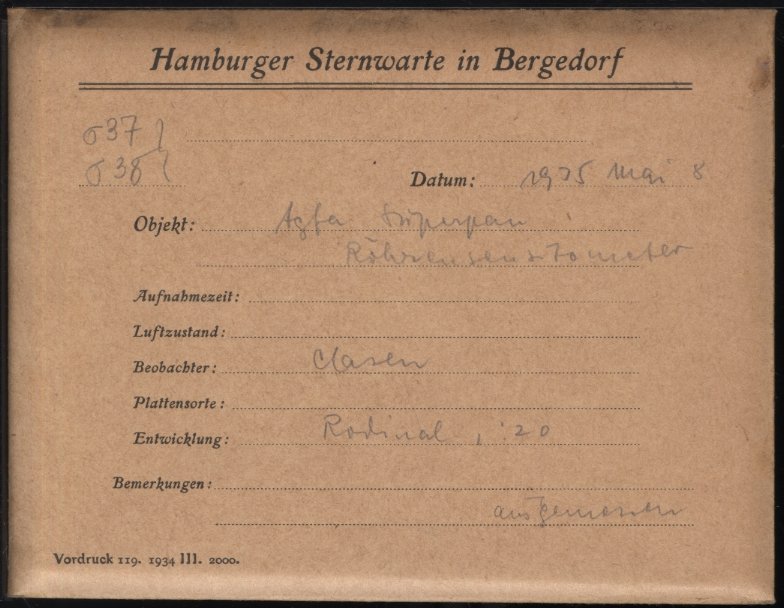 Hamburger Sternwarte in Bergedorf
σ 37 }
σ 38 }
Datum: 1935 Mai 8
Objekt: Agfa Superpan
Röhrensensitometer
Aufnahmezeit:
Luftzustand:
Beobachter: Clasen
Plattensorte:
Entwicklung: Rodinal 1:20
Bemerkungen:
ausgemessen
Vordruck 119. 1934 III. 2000.